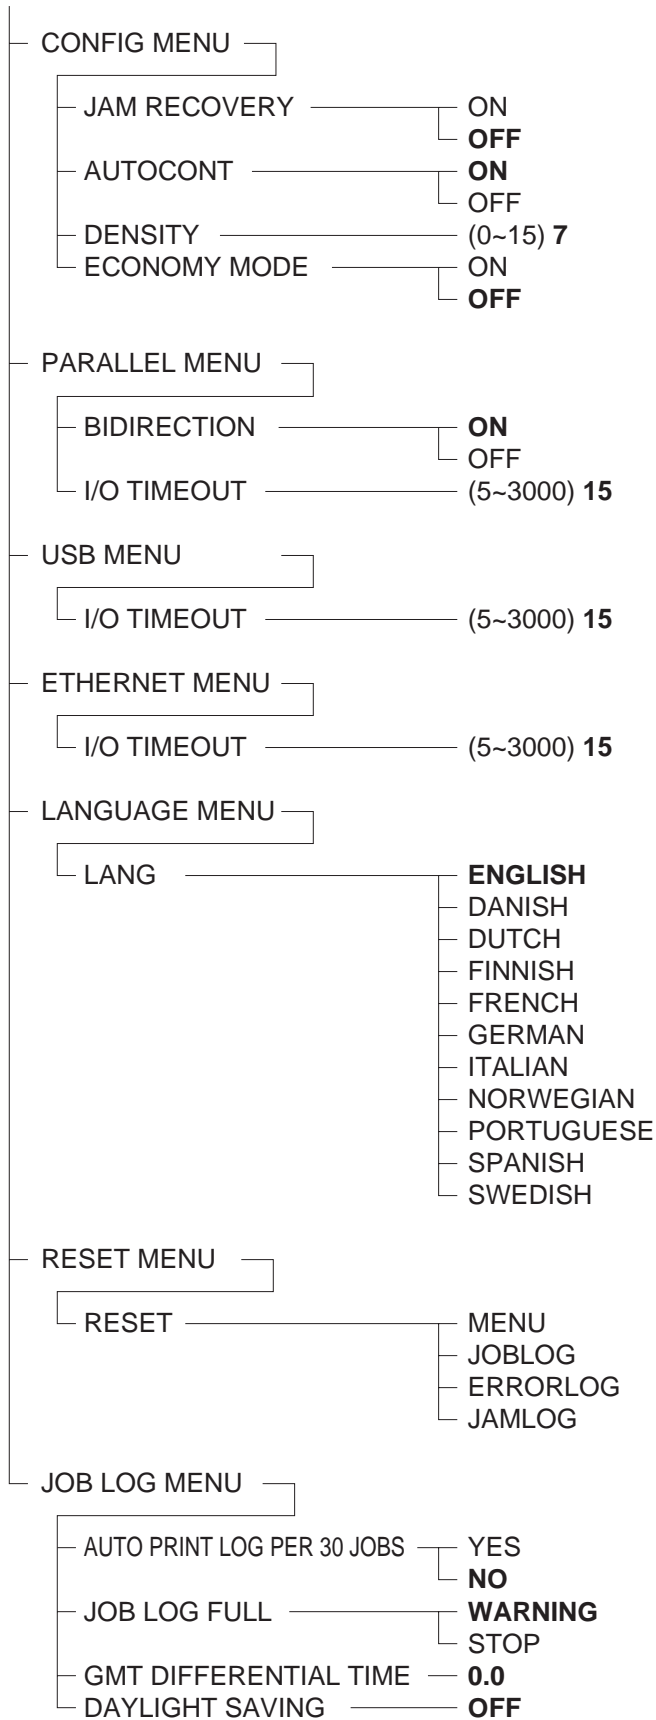 CONFIG MENU
JAM RECOVERY ON
OFF
AUTOCONT ON
OFF
DENSITY (0~15) 7
ECONOMY MODE ON
OFF
PARALLEL MENU
BIDIRECTION ON
OFF
I/O TIMEOUT (5~3000) 15
USB MENU
I/O TIMEOUT (5~3000) 15
ETHERNET MENU
I/O TIMEOUT (5~3000) 15
LANGUAGE MENU
LANG ENGLISH
DANISH
DUTCH
FINNISH
FRENCH
GERMAN
ITALIAN
NORWEGIAN
PORTUGUESE
SPANISH
SWEDISH
RESET MENU
RESET MENU
JOBLOG
ERRORLOG
JAMLOG
JOB LOG MENU
AUTO PRINT LOG PER 30 JOBS YES
NO
JOB LOG FULL WARNING
STOP
GMT DIFFERENTIAL TIME 0.0
DAYLIGHT SAVING OFF